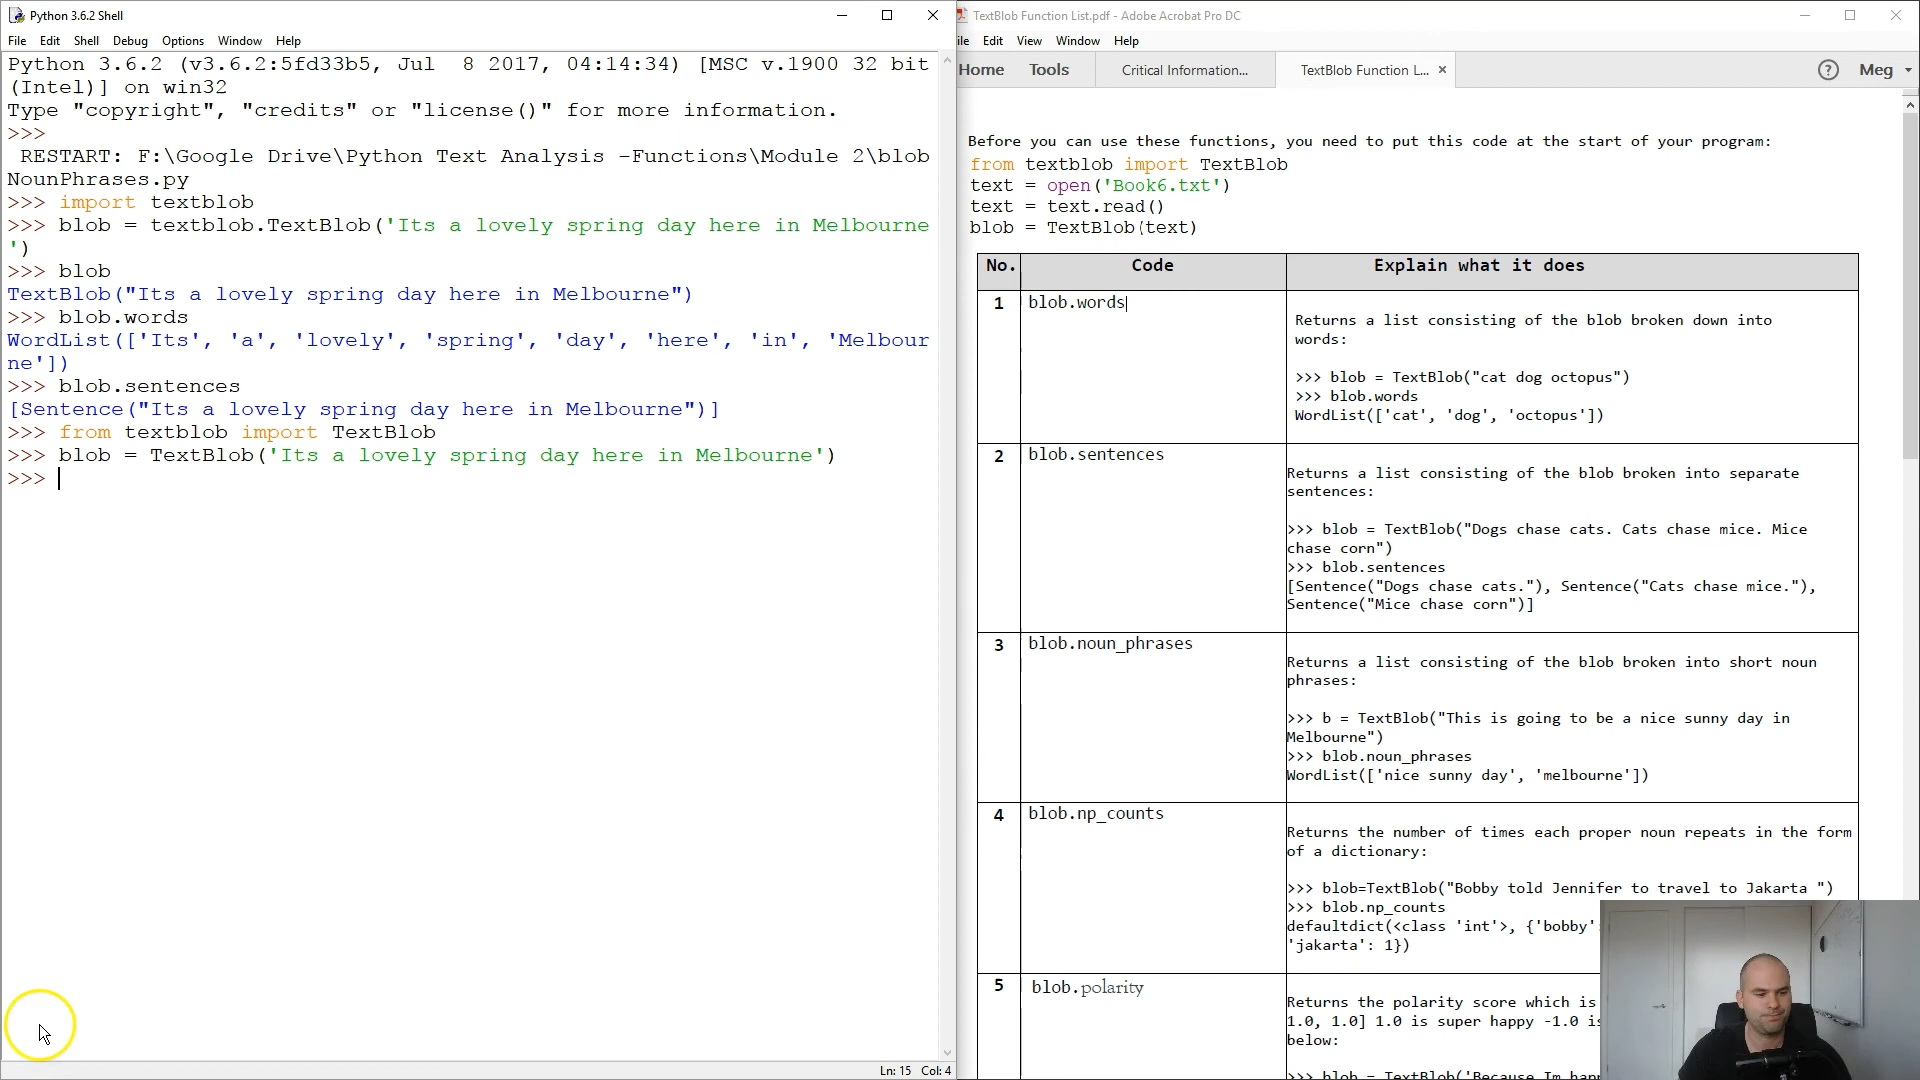 Python 3.6.2 Shell
File Edit Shell Debug Options Window Help
Python 3.6.2 (v3.6.2:5fd33b5, Jul  8 2017, 04:14:34) [MSC v.1900 32 bit
(Intel)] on win32
Type "copyright", "credits" or "license()" for more information.
>>>
RESTART: F:\Google Drive\Python Text Analysis -Functions\Module 2\blob
NounPhrases.py
>>> import textblob
>>> blob = textblob.TextBlob('Its a lovely spring day here in Melbourne
')
>>> blob
TextBlob("Its a lovely spring day here in Melbourne")
>>> blob.words
WordList(['Its', 'a', 'lovely', 'spring', 'day', 'here', 'in', 'Melbour
ne'])
>>> blob.sentences
[Sentence("Its a lovely spring day here in Melbourne")]
>>> from textblob import TextBlob
>>> blob = TextBlob('Its a lovely spring day here in Melbourne')
>>>
Ln: 15 Col: 4
TextBlob Function List.pdf - Adobe Acrobat Pro DC
ile Edit View Window Help
Home Tools Critical Information... TextBlob Function L... × ? Meg
Before you can use these functions, you need to put this code at the start of your program:
from textblob import TextBlob
text = open('Book6.txt')
text = text.read()
blob = TextBlob(text)
No. Code Explain what it does
1 blob.words
Returns a list consisting of the blob broken down into
words:
>>> blob = TextBlob("cat dog octopus")
>>> blob.words
WordList(['cat', 'dog', 'octopus'])
2 blob.sentences
Returns a list consisting of the blob broken into separate
sentences:
>>> blob = TextBlob("Dogs chase cats. Cats chase mice. Mice
chase corn")
>>> blob.sentences
[Sentence("Dogs chase cats."), Sentence("Cats chase mice."),
Sentence("Mice chase corn")]
3 blob.noun_phrases
Returns a list consisting of the blob broken into short noun
phrases:
>>> b = TextBlob("This is going to be a nice sunny day in
Melbourne")
>>> blob.noun_phrases
WordList(['nice sunny day', 'melbourne'])
4 blob.np_counts
Returns the number of times each proper noun repeats in the form
of a dictionary:
>>> blob=TextBlob("Bobby told Jennifer to travel to Jakarta ")
>>> blob.np_counts
defaultdict(<class 'int'>, {'bobby'
'jakarta': 1})
5 blob.polarity
Returns the polarity score which is
1.0, 1.0] 1.0 is super happy -1.0 is
below:
>>> blob = TextBlob('Because Im